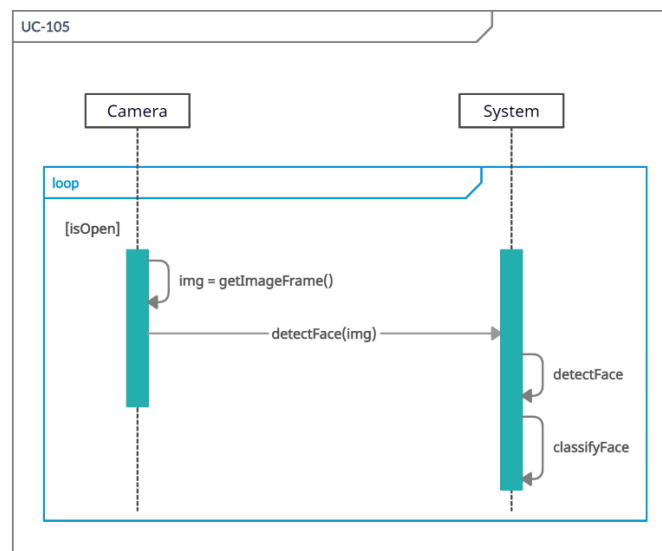 UC-105
Camera
System
loop
[isOpen]
img = getImageFrame()
detectFace(img)
detectFace
classifyFace